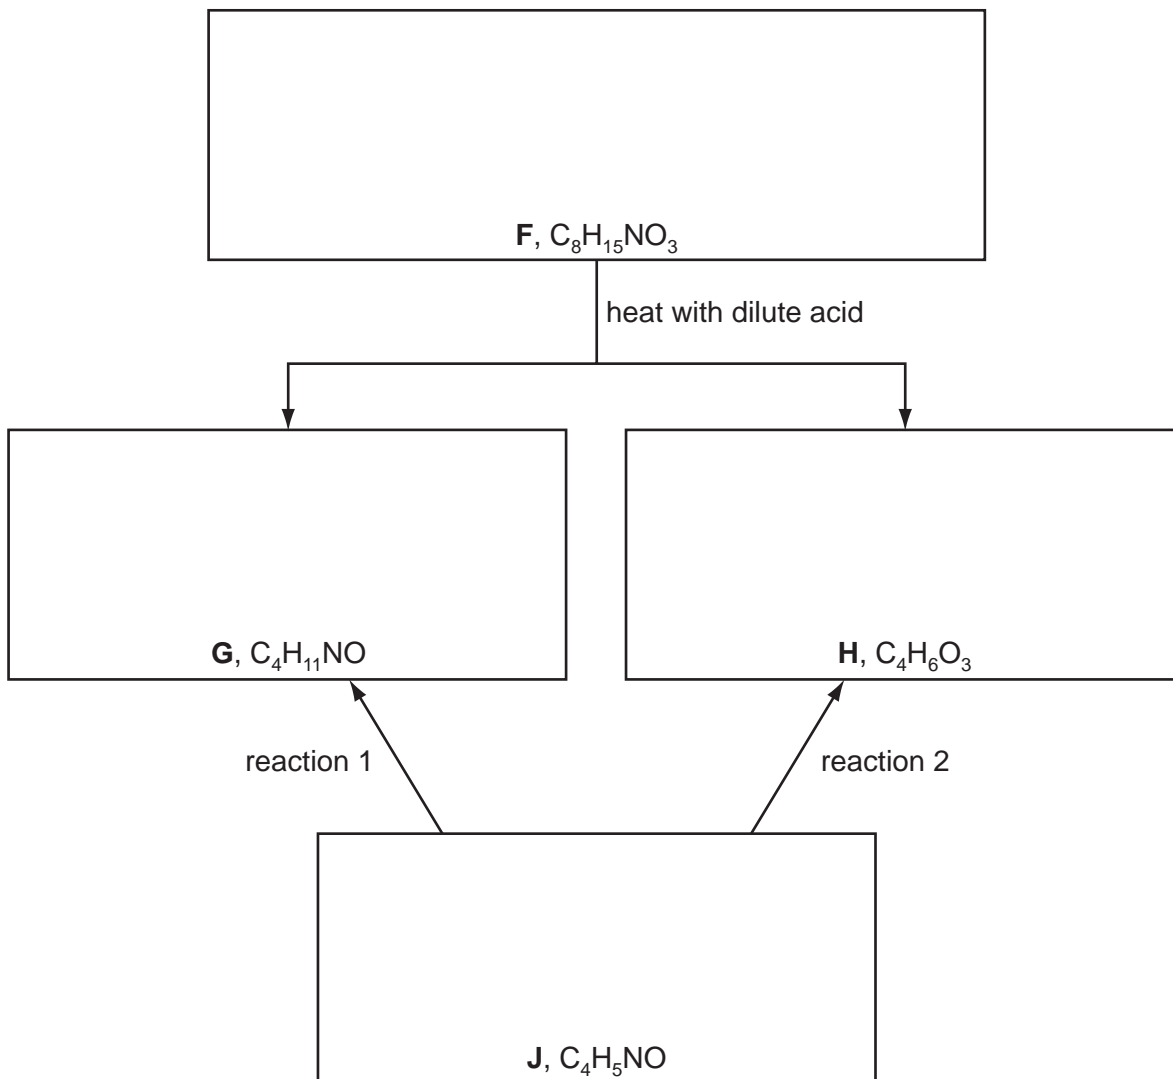 F, C₈H₁₅NO₃
heat with dilute acid
G, C₄H₁₁NO
H, C₄H₆O₃
reaction 1
reaction 2
J, C₄H₅NO